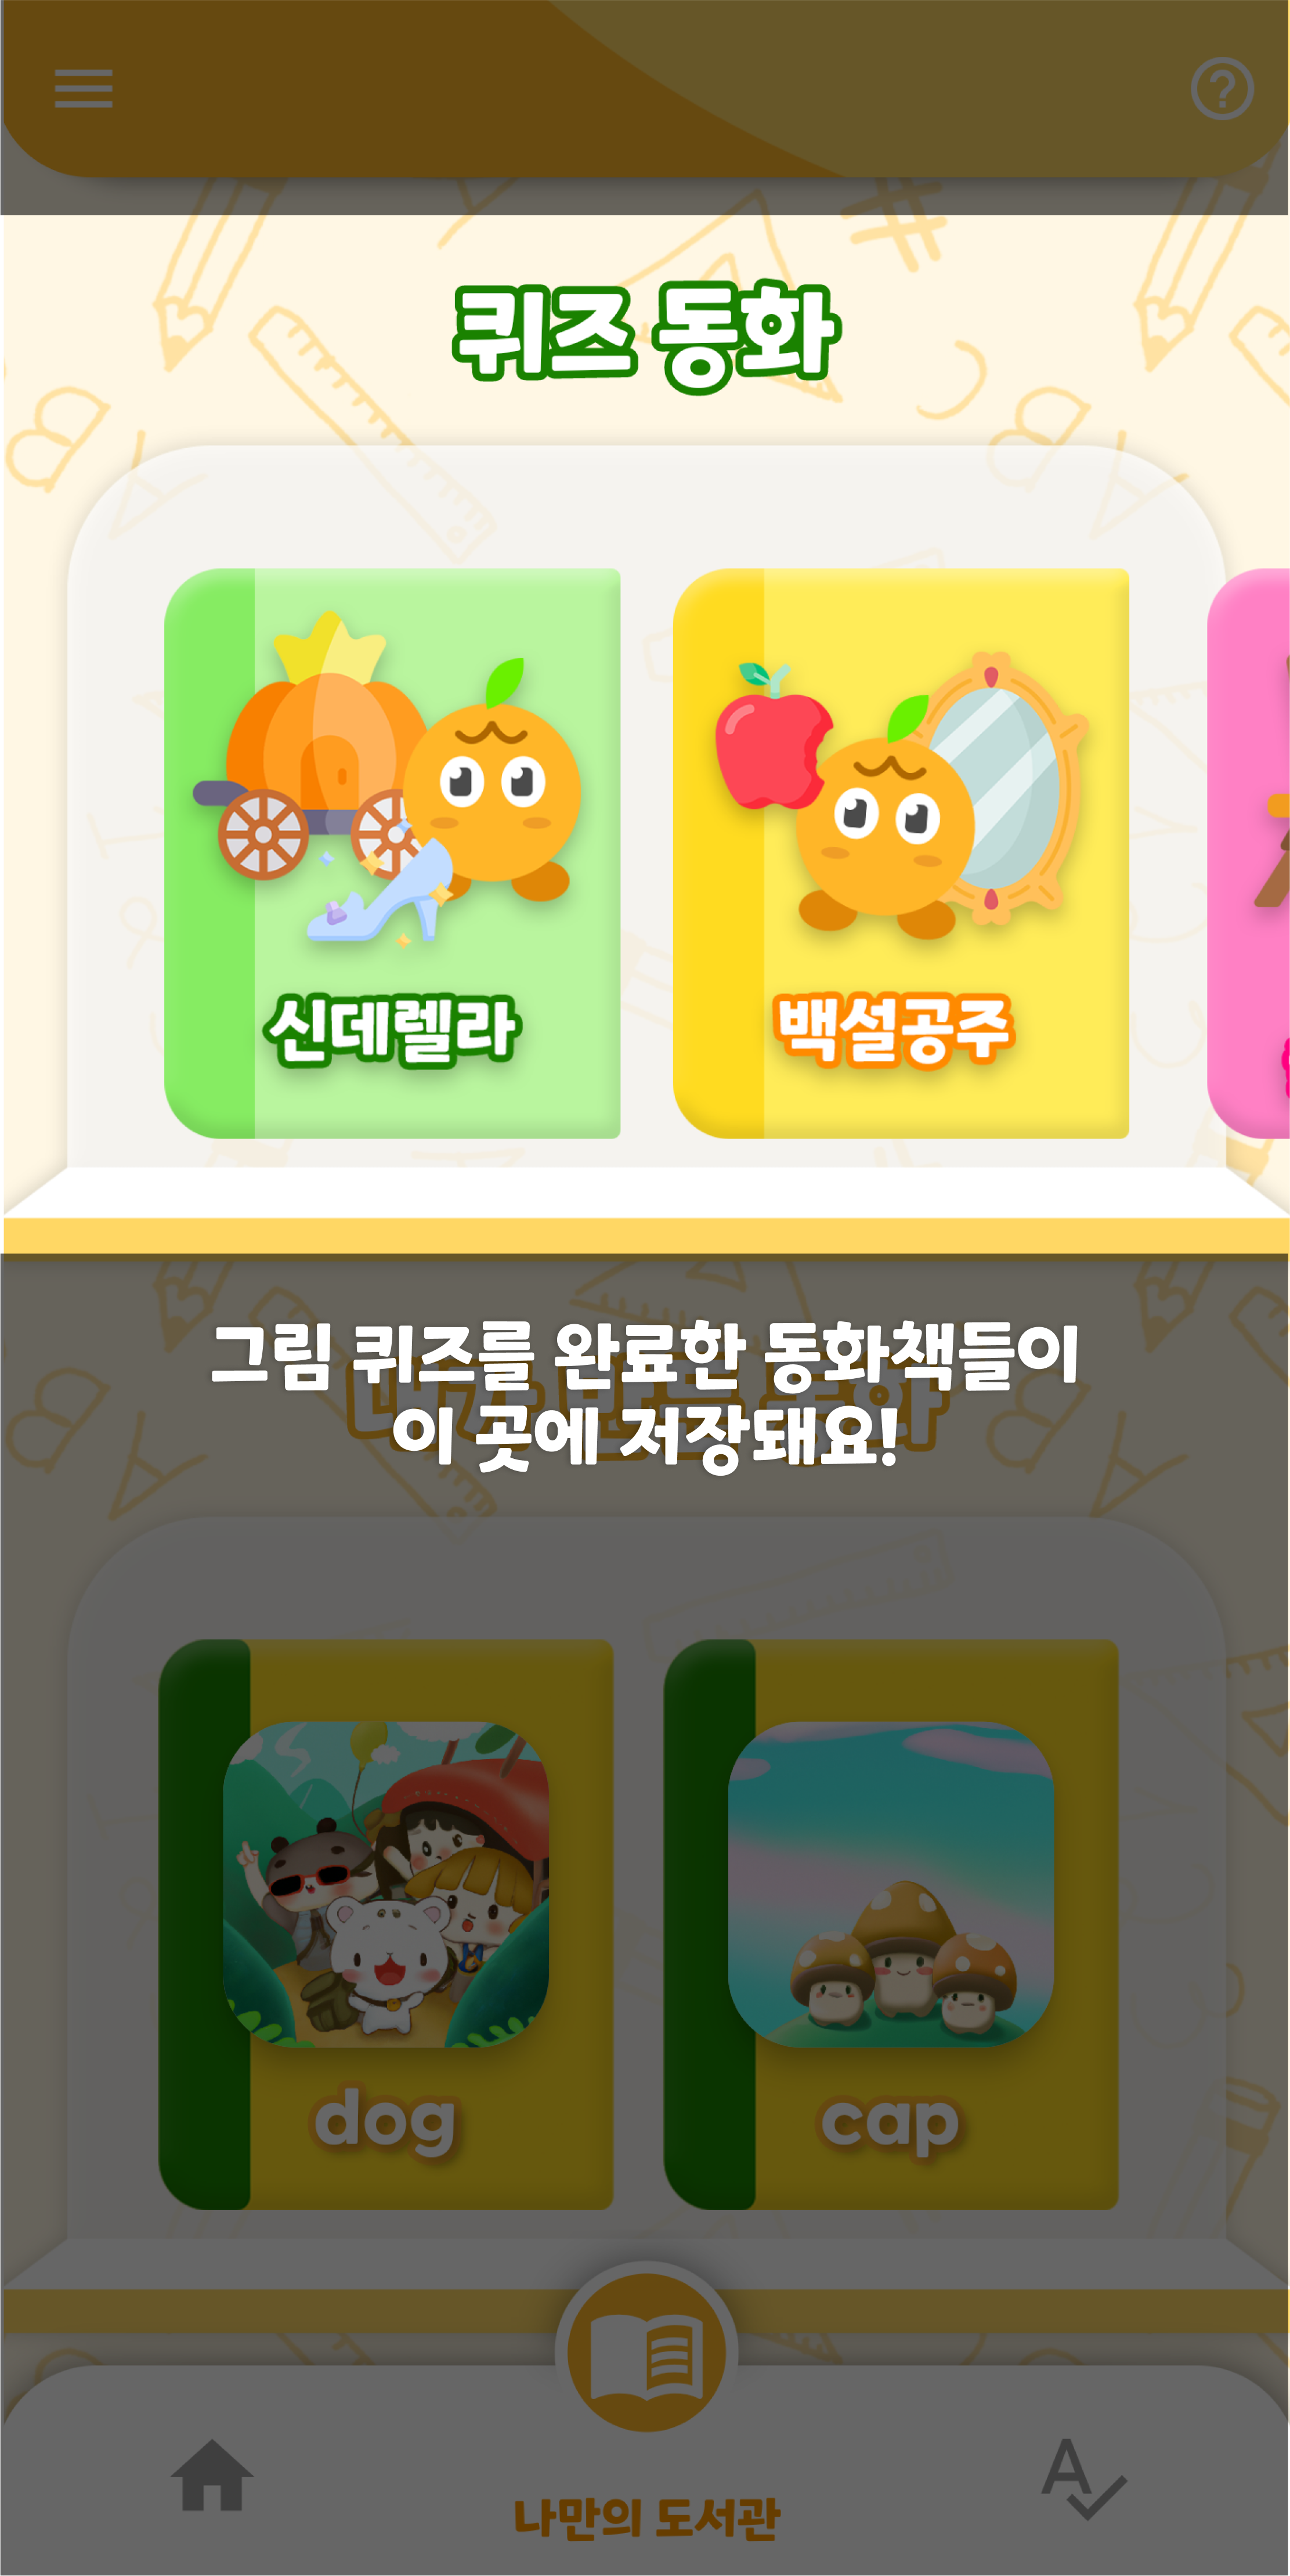 퀴즈 동화
신데렐라
백설공주
그림 퀴즈를 완료한 동화책들이
이 곳에 저장돼요!
dog
cap
나만의 도서관